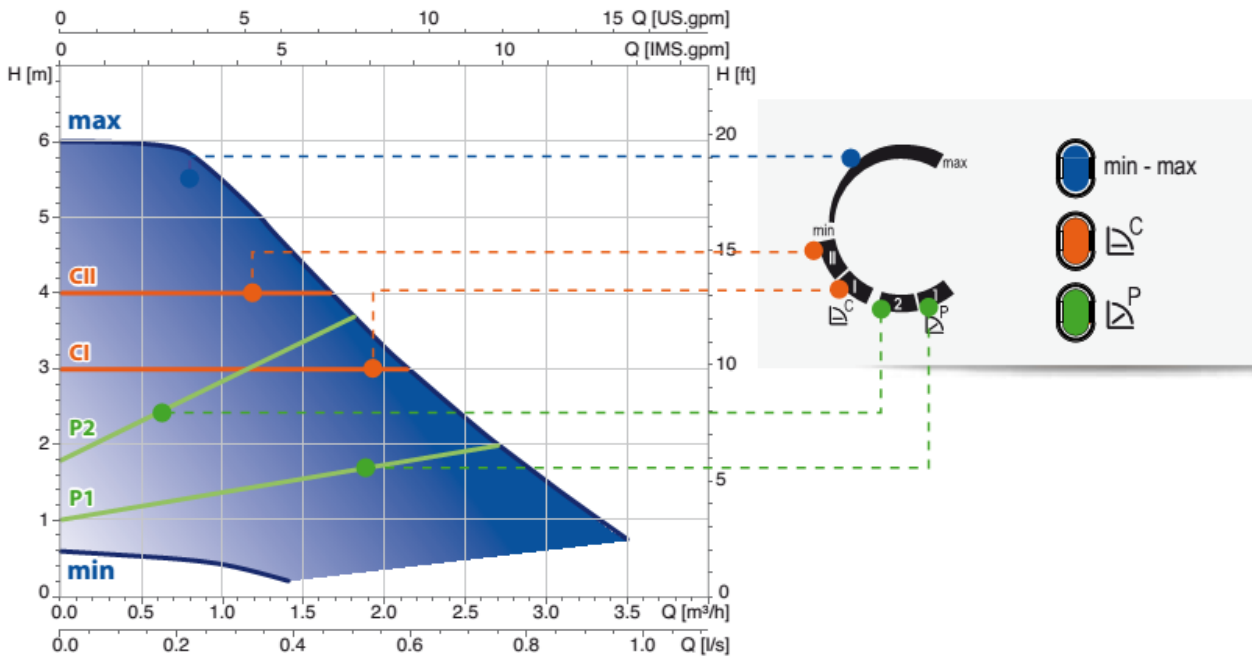 0 5 10 15 Q [US.gpm]
0 5 10 Q [IMS.gpm]
H [m] H [ft]
max
6 20
5
15
CII
4
CI
3 10
P2
2
5
P1
1
min
0 0
0.0 0.5 1.0 1.5 2.0 2.5 3.0 3.5 Q [m³/h]
0.0 0.2 0.4 0.6 0.8 1.0 Q [l/s]
max
min
II
I
C
2
1
P
min - max
C
P